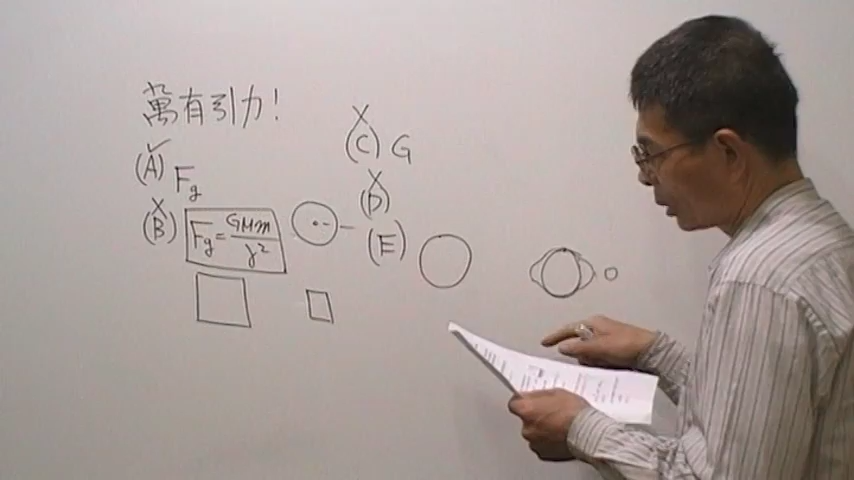 萬有引力!
(A) ✓ Fg
(B) X Fg = GMm/r²
(C) X G
(D) X
(E)